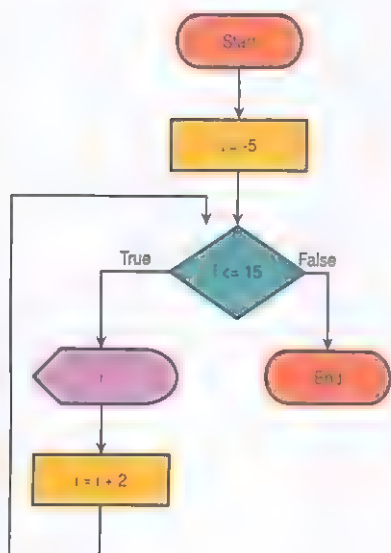 Start
i = -5
True
i <= 15
False
i
End
i = i + 2